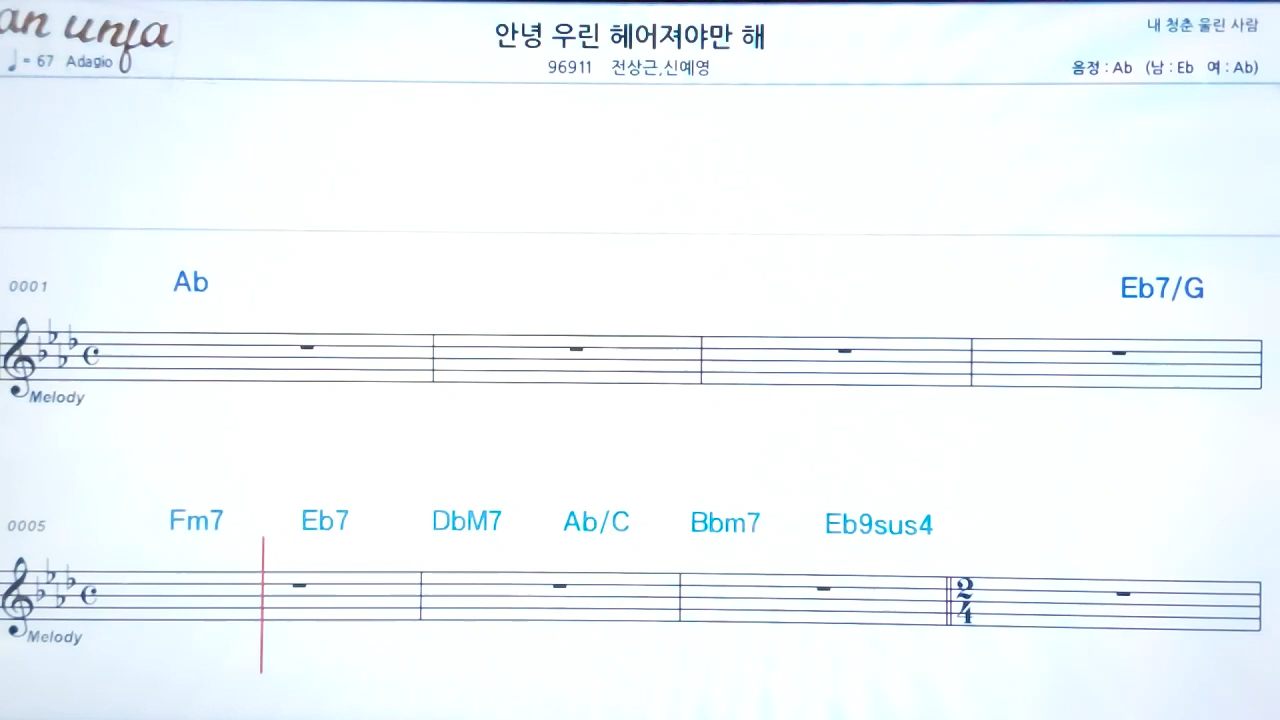 안녕 우린 헤어져야만 해
내 청춘 울린 사람
♩= 67 Adagio
96911 전상근,신예영
음정 : Ab (남 : Eb 여 : Ab)
0001 Ab Eb7/G
Melody
0005 Fm7 Eb7 DbM7 Ab/C Bbm7 Eb9sus4
2
4
Melody